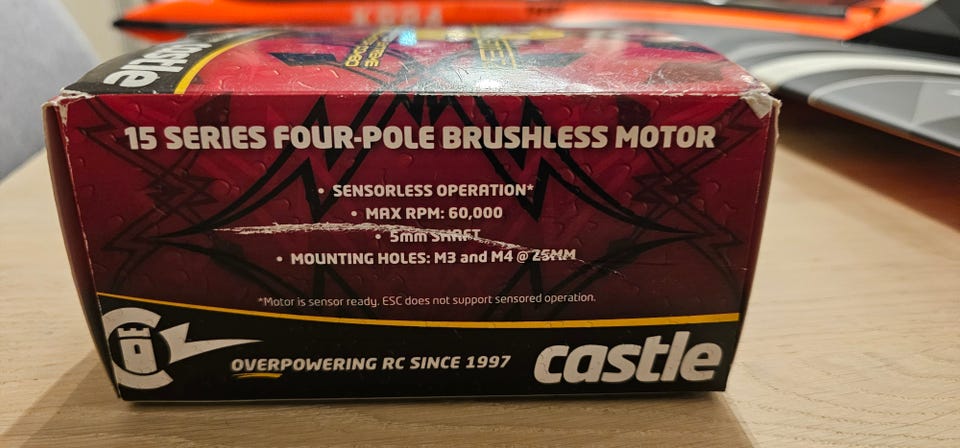 castle
15 SERIES FOUR-POLE BRUSHLESS MOTOR
• SENSORLESS OPERATION*
• MAX RPM: 60,000
• 5mm SHAFT
• MOUNTING HOLES: M3 and M4 @ 25MM
*Motor is sensor ready. ESC does not support sensored operation.
OVERPOWERING RC SINCE 1997
castle